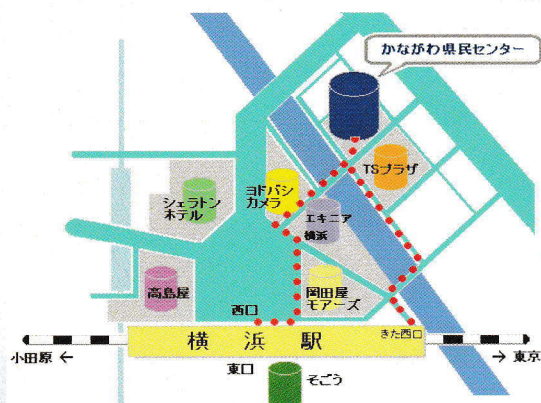 かながわ県民センター
TSプラザ
ヨドバシ
カメラ
シェラトン
ホテル
エキニア
横浜
高島屋
岡田屋
モアーズ
西口
きた西口
横浜駅
小田原 ←
→ 東京
東口
そごう